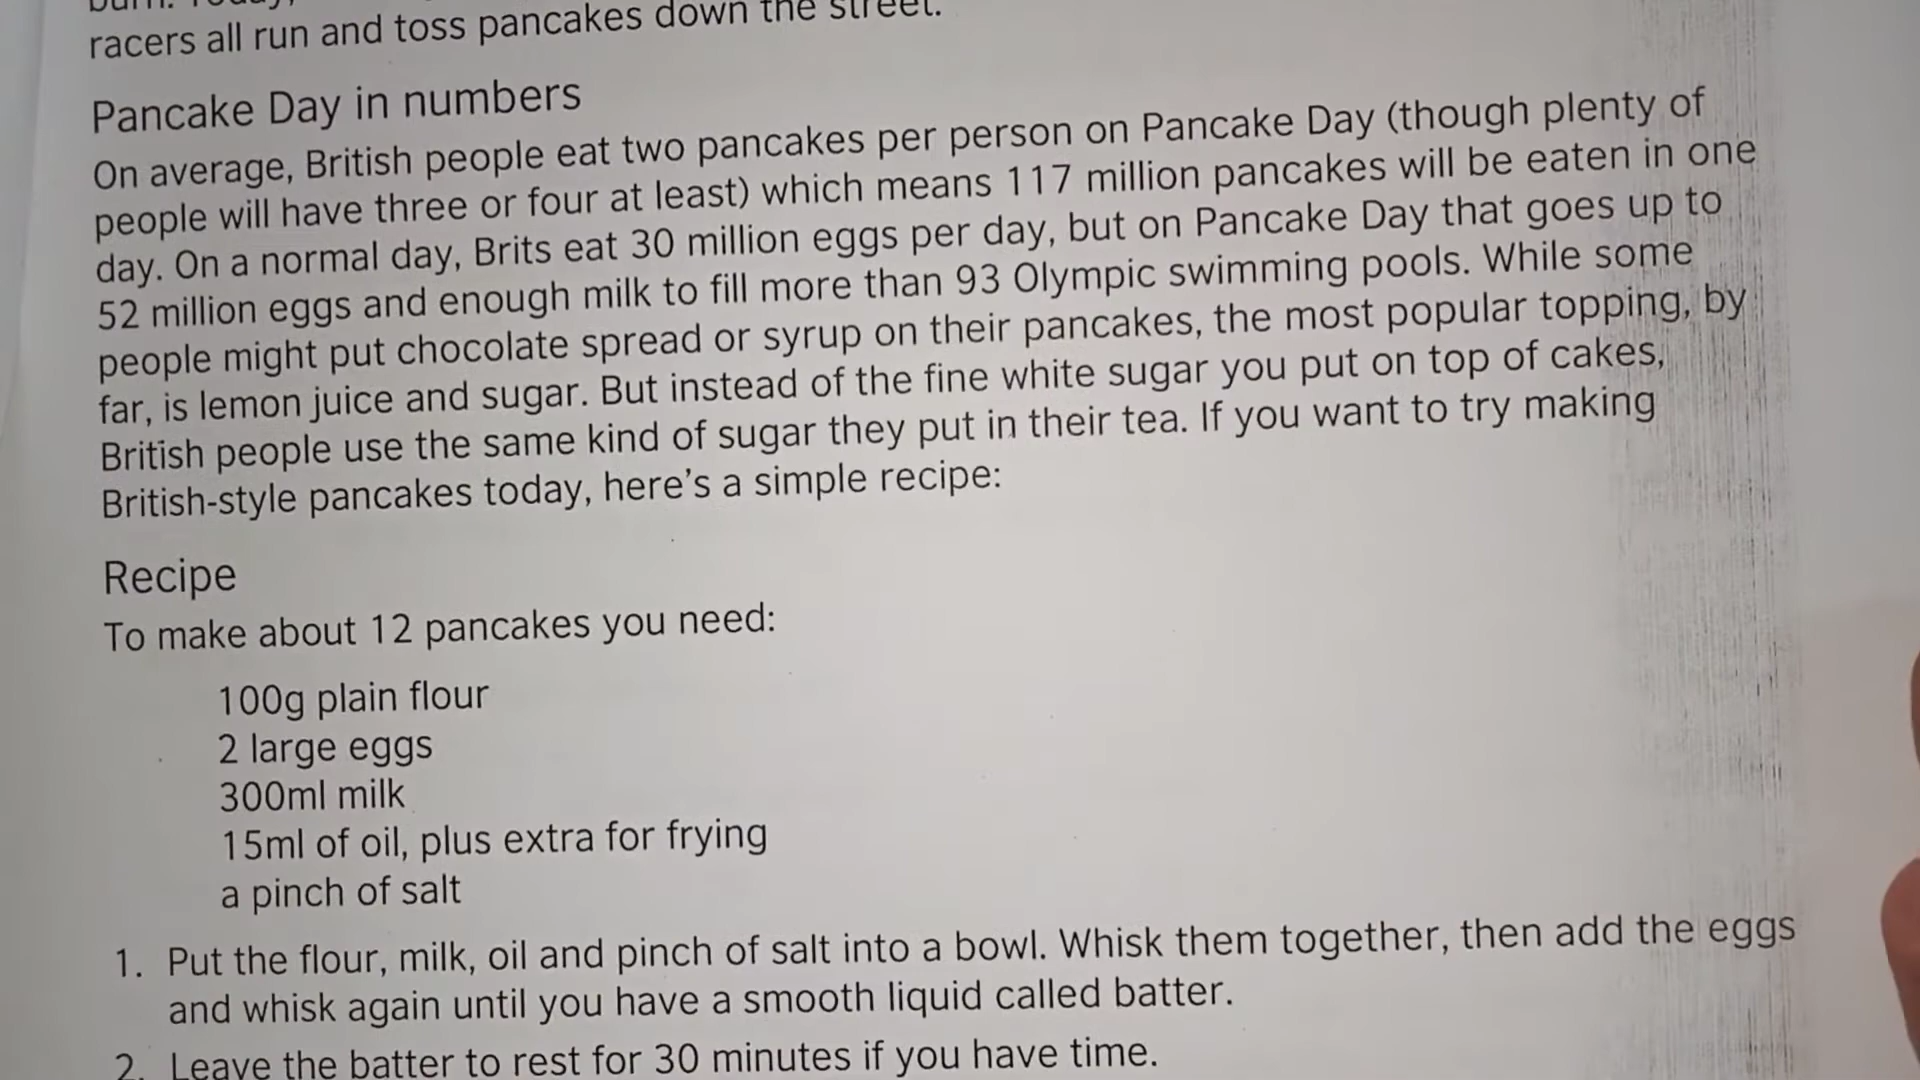 racers all run and toss pancakes down the street.
Pancake Day in numbers
On average, British people eat two pancakes per person on Pancake Day (though plenty of
people will have three or four at least) which means 117 million pancakes will be eaten in one
day. On a normal day, Brits eat 30 million eggs per day, but on Pancake Day that goes up to
52 million eggs and enough milk to fill more than 93 Olympic swimming pools. While some
people might put chocolate spread or syrup on their pancakes, the most popular topping, by
far, is lemon juice and sugar. But instead of the fine white sugar you put on top of cakes,
British people use the same kind of sugar they put in their tea. If you want to try making
British-style pancakes today, here’s a simple recipe:
Recipe
To make about 12 pancakes you need:
100g plain flour
2 large eggs
300ml milk
15ml of oil, plus extra for frying
a pinch of salt
1. Put the flour, milk, oil and pinch of salt into a bowl. Whisk them together, then add the eggs
and whisk again until you have a smooth liquid called batter.
2. Leave the batter to rest for 30 minutes if you have time.